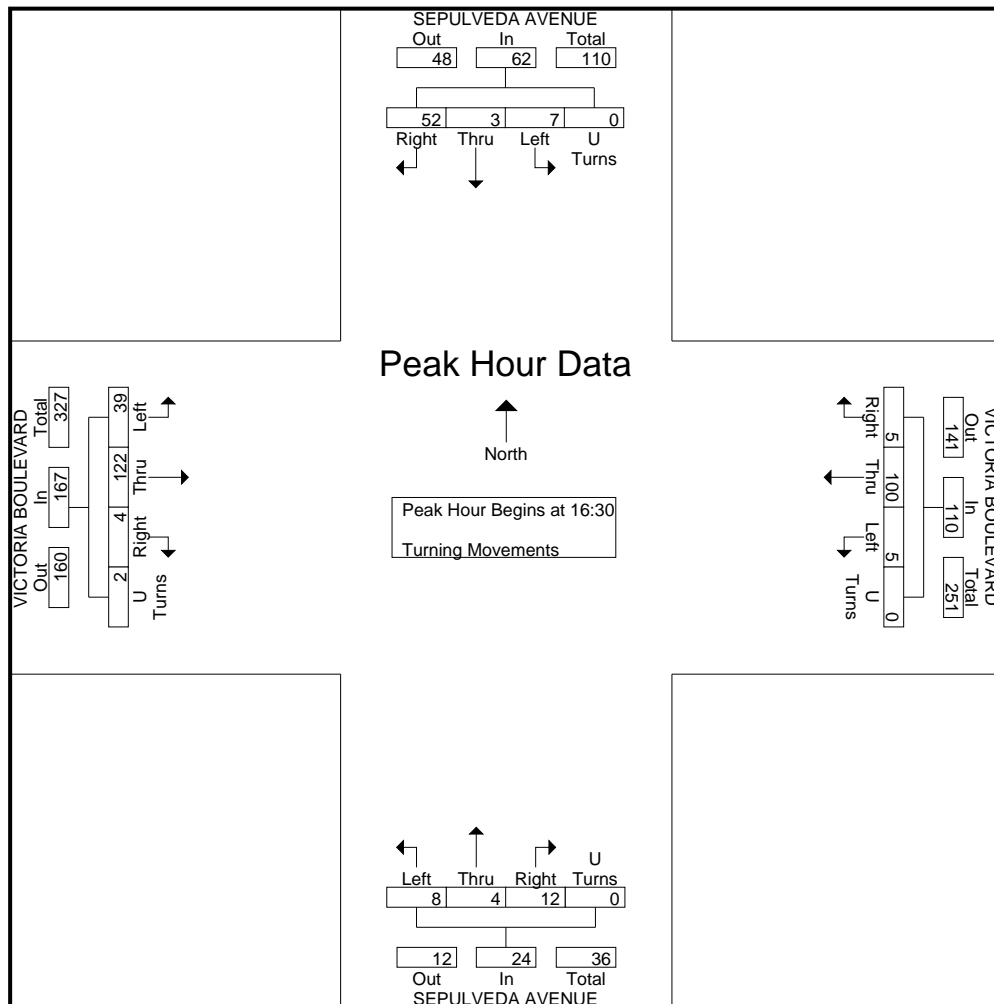 SEPULVEDA AVENUE
Out In Total
48 62 110
52 3 7 0
Right Thru Left U
Turns
Peak Hour Data
North
Peak Hour Begins at 16:30
Turning Movements
VICTORIA BOULEVARD
Total In Out
327 167 160
39 122 4 2
Left Thru Right U
Turns
VICTORIA BOULEVARD
Out In Total
141 110 251
5 100 5 0
Right Thru Left U
Turns
U
Left Thru Right Turns
8 4 12 0
12 24 36
Out In Total
SEPULVEDA AVENUE